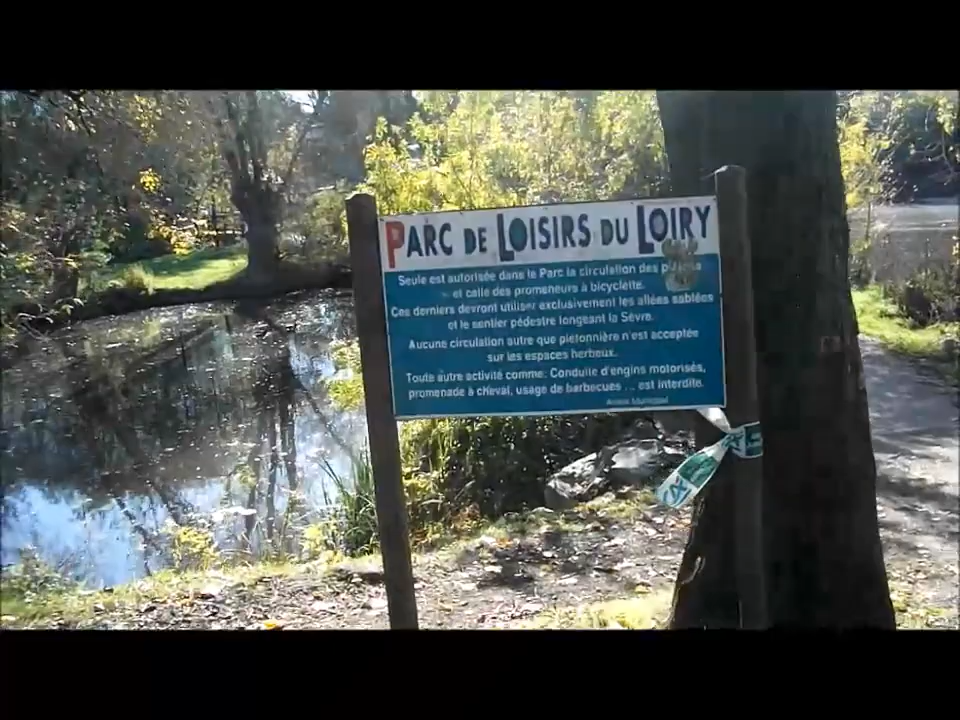 PARC DE LOISIRS DU LOIRY
SEULE EST AUTORISÉE DANS LE PARC LA CIRCULATION DES
ET CELLE DES PROMENEURS À BICYCLETTE.
CES DERNIERS DEVRONT UTILISER EXCLUSIVEMENT LES ALLÉES SABLÉES
ET LE SENTIER PÉDESTRE LONGEANT LA SÈVRE.
AUCUNE CIRCULATION AUTRE QUE PIÉTONNIÈRE N'EST ACCEPTÉE
SUR LES ESPACES HERBEUX.
TOUTE AUTRE ACTIVITÉ COMME: CONDUITE D'ENGINS MOTORISÉS,
PROMENADE À CHEVAL, USAGE DE BARBECUES ... EST INTERDITE.
Arrêté Municipal